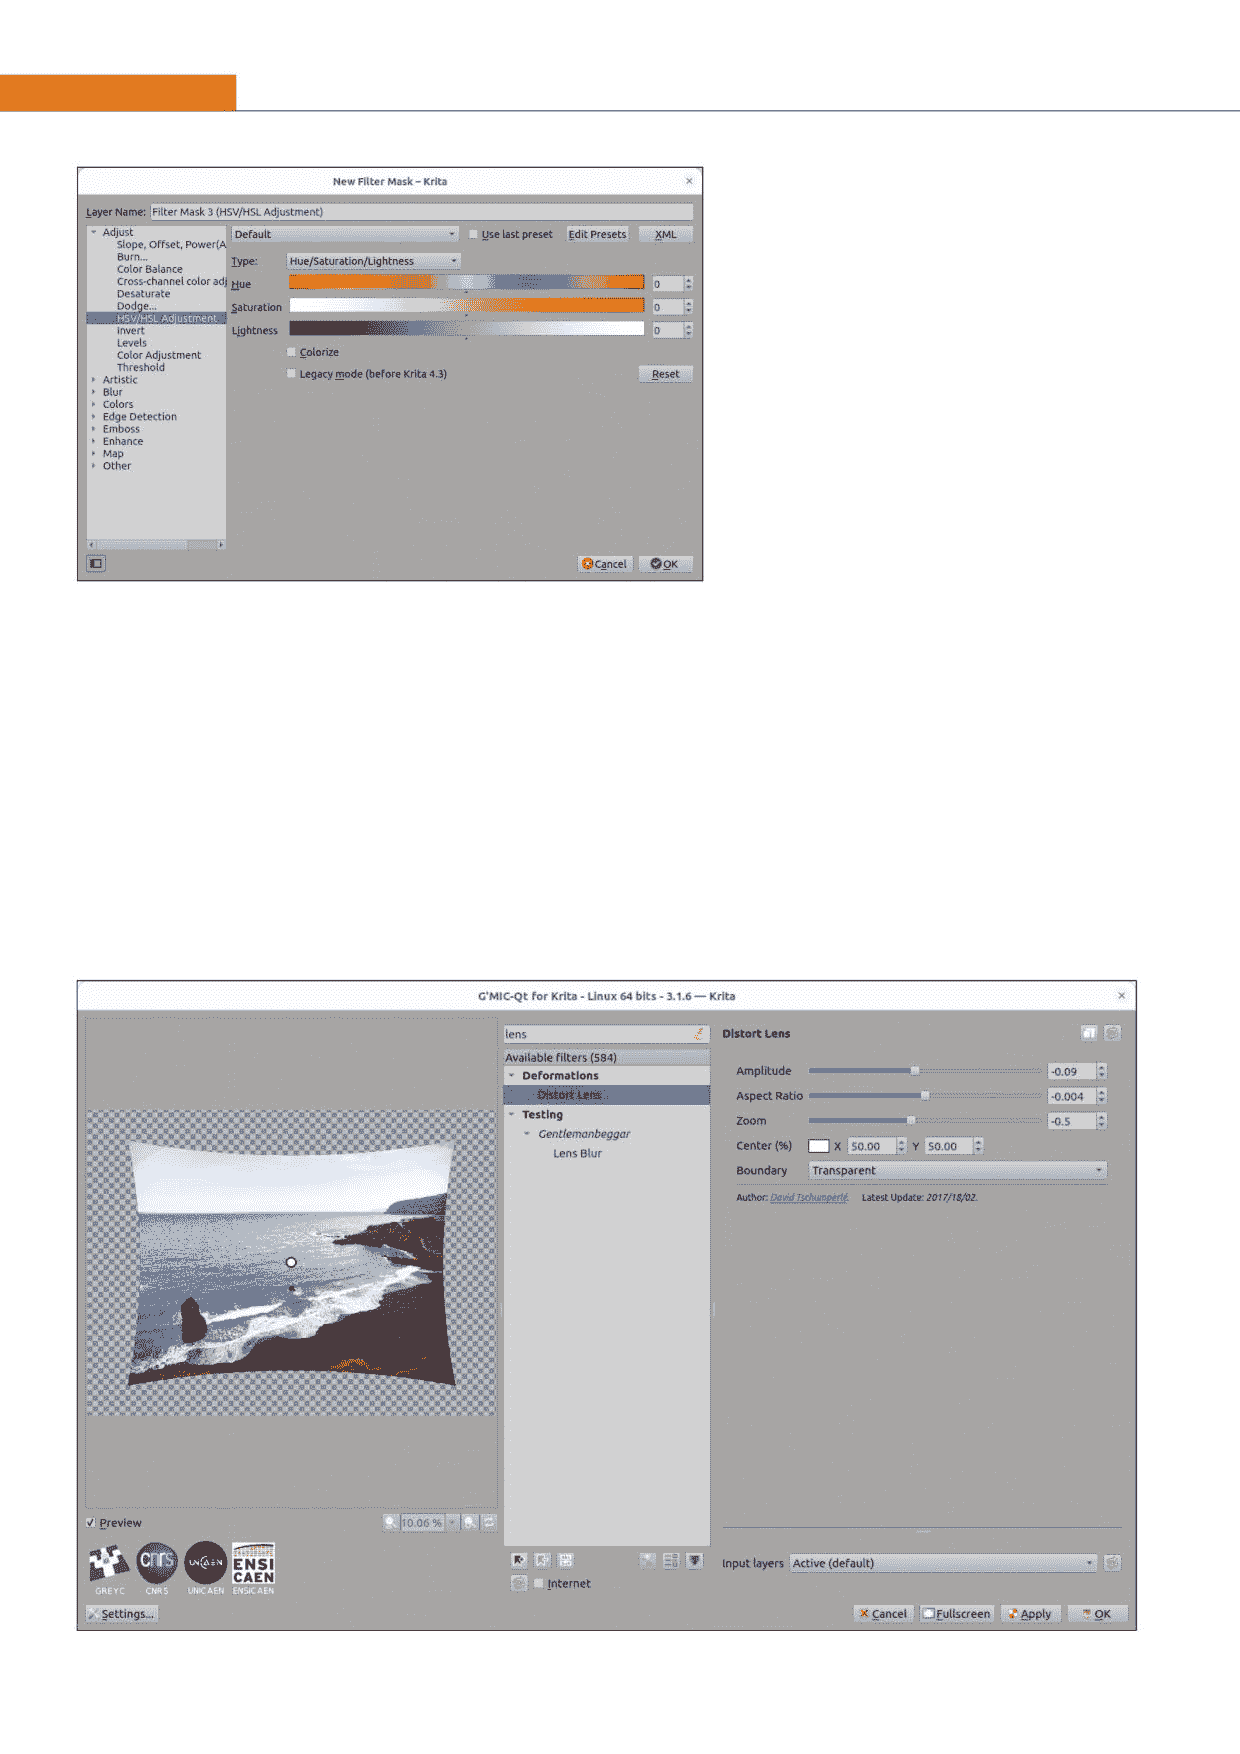 New Filter Mask – Krita
Layer Name: Filter Mask 3 (HSV/HSL Adjustment)
Adjust
Slope, Offset, Power(A
Burn...
Color Balance
Cross-channel color adj
Desaturate
Dodge...
HSV/HSL Adjustment
Invert
Levels
Color Adjustment
Threshold
Artistic
Blur
Colors
Edge Detection
Emboss
Enhance
Map
Other
Default
Use last preset
Edit Presets
XML
Type: Hue/Saturation/Lightness
Hue 0
Saturation 0
Lightness 0
Colorize
Legacy mode (before Krita 4.3)
Reset
Cancel
OK
G'MIC-Qt for Krita - Linux 64 bits - 3.1.6 — Krita
Preview
10.06 %
GREYC
cnrs
CNRS
UNICAEN
UNICAEN
ENSI
CAEN
ENSICAEN
Settings...
lens
Available filters (584)
Deformations
Distort Lens
Testing
Gentlemanbeggar
Lens Blur
Internet
Distort Lens
Amplitude -0.09
Aspect Ratio -0.004
Zoom -0.5
Center (%) X 50.00 Y 50.00
Boundary Transparent
Author: David Tschumperlé. Latest Update: 2017/18/02.
Input layers Active (default)
Cancel
Fullscreen
Apply
OK